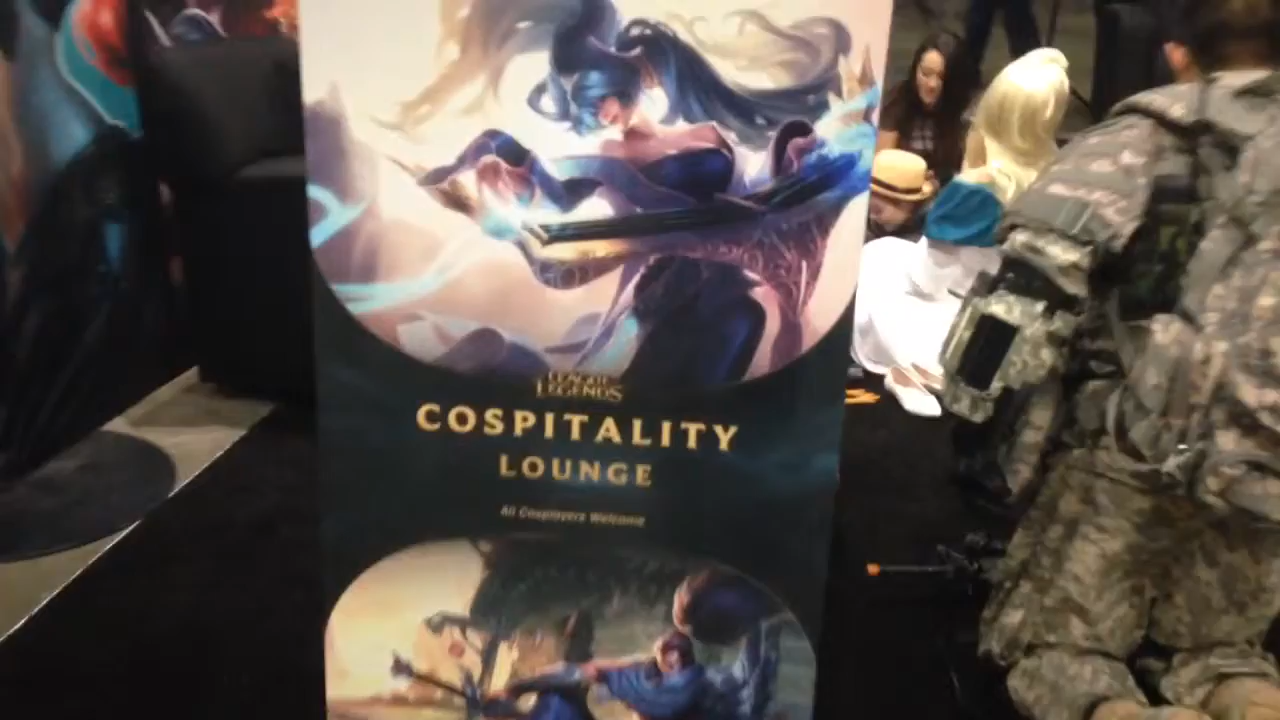 LEAGUE OF
LEGENDS
COSPITALITY
LOUNGE
All Cosplayers Welcome